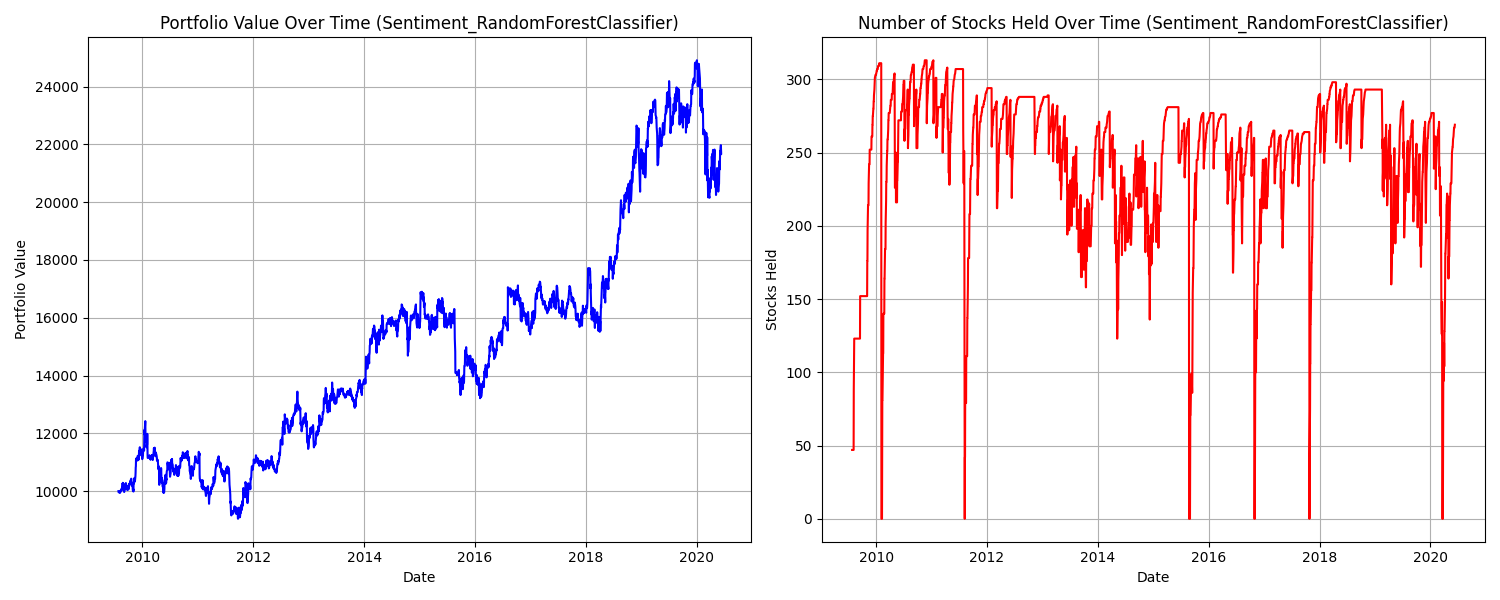 Portfolio Value Over Time (Sentiment_RandomForestClassifier)
Portfolio Value
24000
22000
20000
18000
16000
14000
12000
10000
2010 2012 2014 2016 2018 2020
Date
Number of Stocks Held Over Time (Sentiment_RandomForestClassifier)
Stocks Held
300
250
200
150
100
50
0
2010 2012 2014 2016 2018 2020
Date